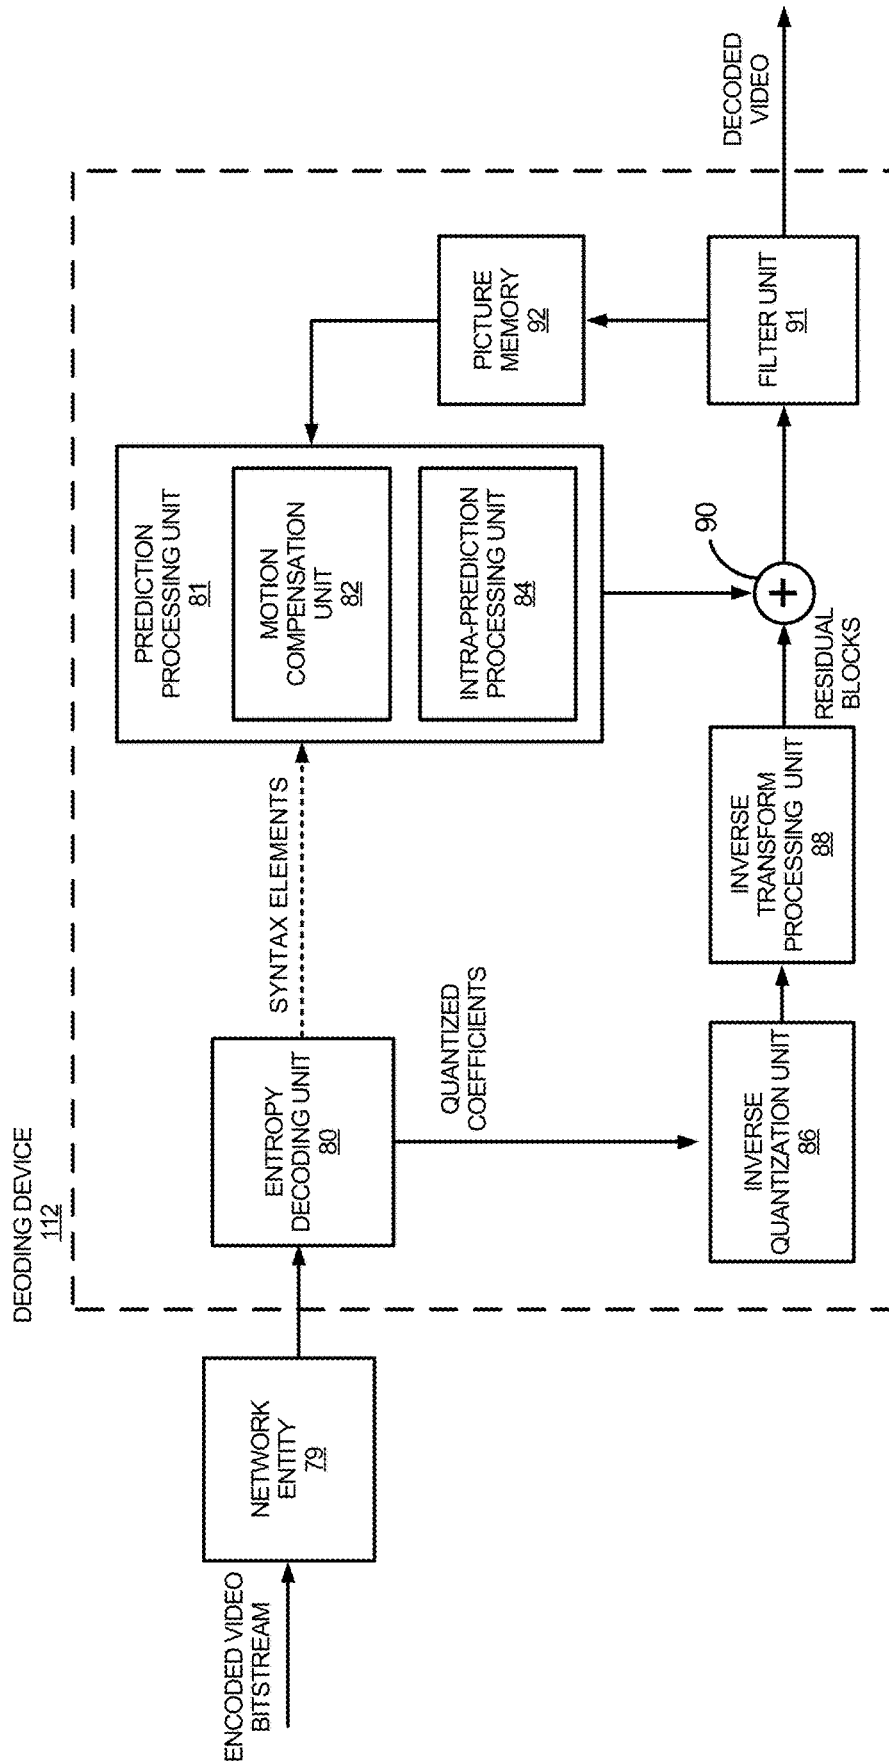 DEODING DEVICE
112
ENCODED VIDEO
BITSTREAM
NETWORK
ENTITY
79
ENTROPY
DECODING UNIT
80
SYNTAX ELEMENTS
QUANTIZED
COEFFICIENTS
PREDICTION
PROCESSING UNIT
81
MOTION
COMPENSATION
UNIT
82
INTRA-PREDICTION
PROCESSING UNIT
84
PICTURE
MEMORY
92
INVERSE
QUANTIZATION UNIT
86
INVERSE
TRANSFORM
PROCESSING UNIT
88
RESIDUAL
BLOCKS
+
90
FILTER UNIT
91
DECODED
VIDEO